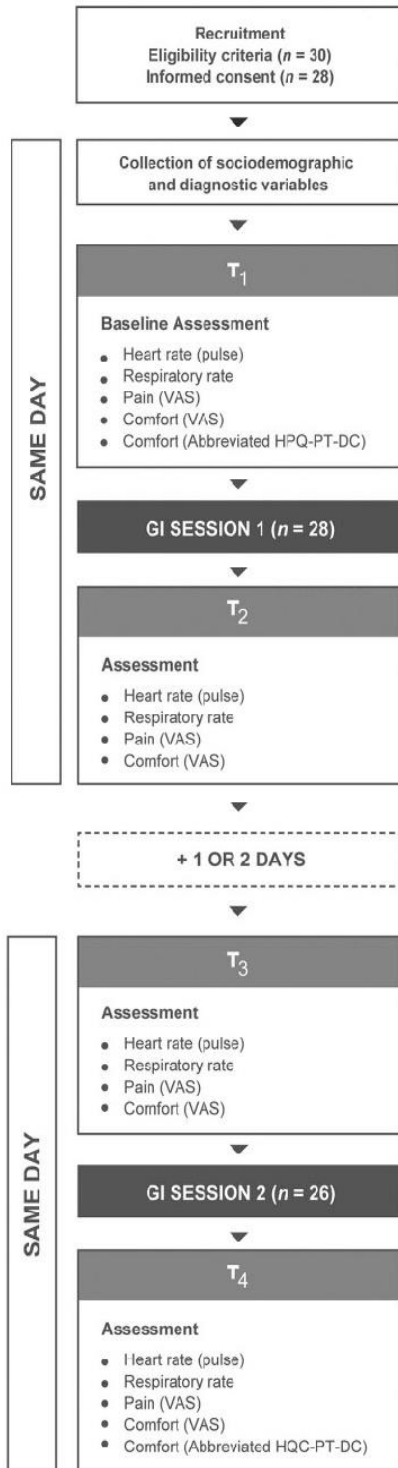 Recruitment
Eligibility criteria (n = 30)
Informed consent (n = 28)
SAME DAY
Collection of sociodemographic
and diagnostic variables
T1
Baseline Assessment
• Heart rate (pulse)
• Respiratory rate
• Pain (VAS)
• Comfort (VAS)
• Comfort (Abbreviated HPQ-PT-DC)
GI SESSION 1 (n = 28)
T2
Assessment
• Heart rate (pulse)
• Respiratory rate
• Pain (VAS)
• Comfort (VAS)
+ 1 OR 2 DAYS
SAME DAY
T3
Assessment
• Heart rate (pulse)
• Respiratory rate
• Pain (VAS)
• Comfort (VAS)
GI SESSION 2 (n = 26)
T4
Assessment
• Heart rate (pulse)
• Respiratory rate
• Pain (VAS)
• Comfort (VAS)
• Comfort (Abbreviated HQC-PT-DC)